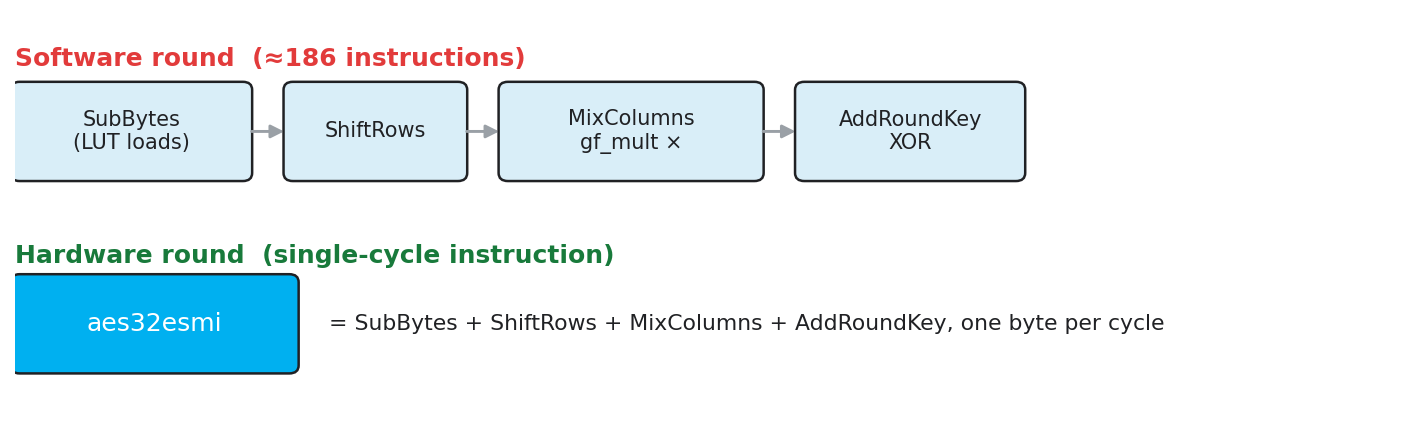 Software round (≈186 instructions)
SubBytes
(LUT loads)
ShiftRows
MixColumns
gf_mult ×
AddRoundKey
XOR
Hardware round (single-cycle instruction)
aes32esmi
= SubBytes + ShiftRows + MixColumns + AddRoundKey, one byte per cycle